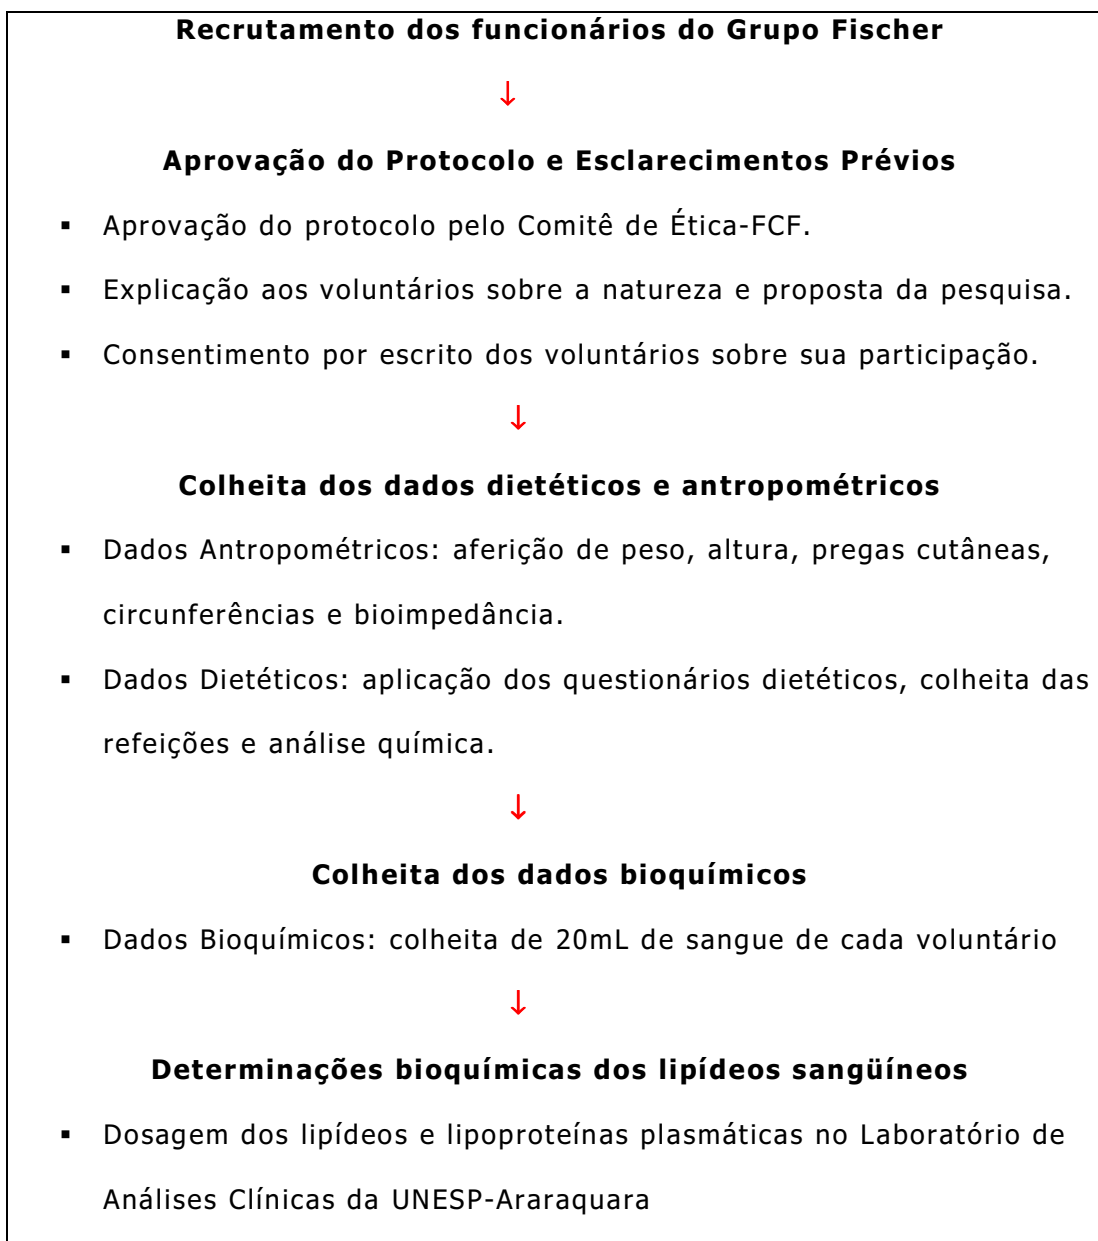 Recrutamento dos funcionários do Grupo Fischer
↓
Aprovação do Protocolo e Esclarecimentos Prévios
▪ Aprovação do protocolo pelo Comitê de Ética-FCF.
▪ Explicação aos voluntários sobre a natureza e proposta da pesquisa.
▪ Consentimento por escrito dos voluntários sobre sua participação.
↓
Colheita dos dados dietéticos e antropométricos
▪ Dados Antropométricos: aferição de peso, altura, pregas cutâneas,
circunferências e bioimpedância.
▪ Dados Dietéticos: aplicação dos questionários dietéticos, colheita das
refeições e análise química.
↓
Colheita dos dados bioquímicos
▪ Dados Bioquímicos: colheita de 20mL de sangue de cada voluntário
↓
Determinações bioquímicas dos lipídeos sangüíneos
▪ Dosagem dos lipídeos e lipoproteínas plasmáticas no Laboratório de
Análises Clínicas da UNESP-Araraquara